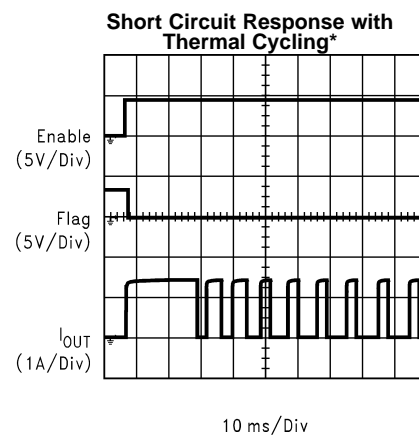 Short Circuit Response with
Thermal Cycling*
Enable
(5V/Div)
Flag
(5V/Div)
IOUT
(1A/Div)
10 ms/Div